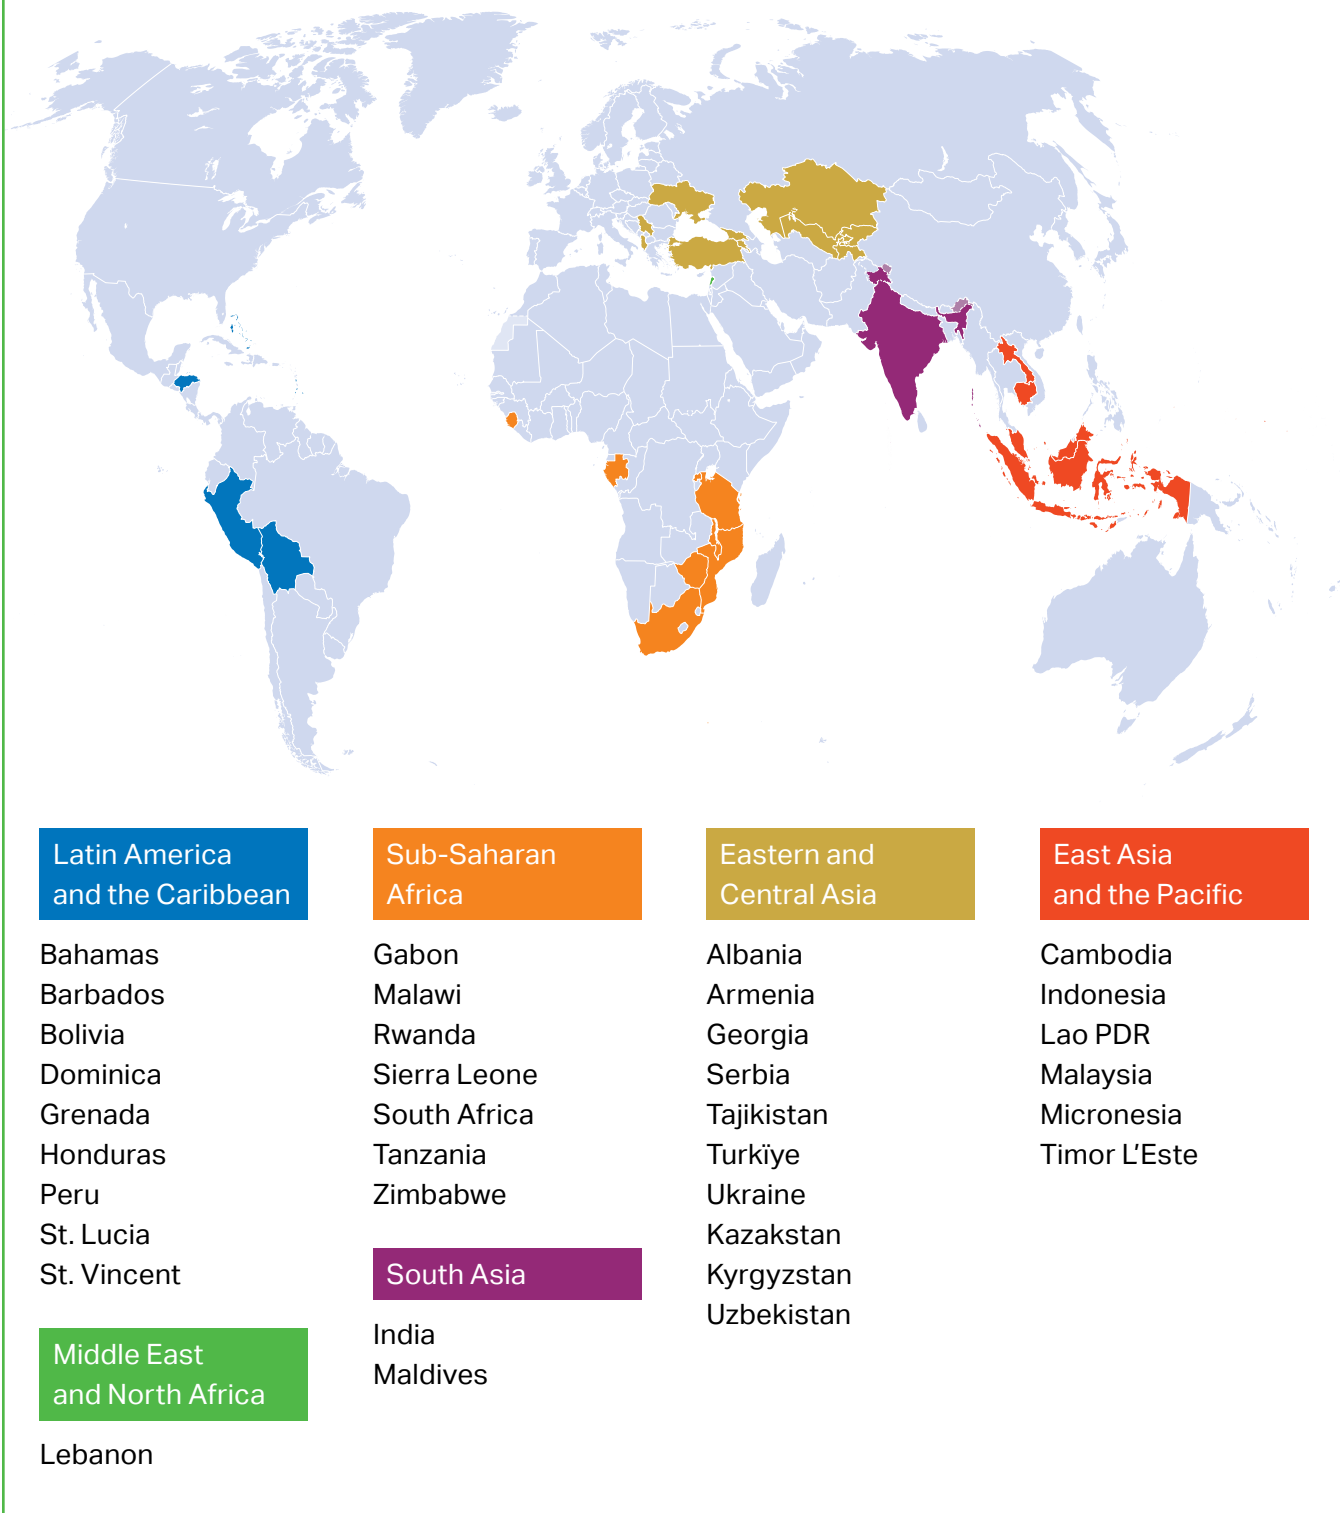 Latin America
and the Caribbean
Bahamas
Barbados
Bolivia
Dominica
Grenada
Honduras
Peru
St. Lucia
St. Vincent
Middle East
and North Africa
Lebanon
Sub-Saharan
Africa
Gabon
Malawi
Rwanda
Sierra Leone
South Africa
Tanzania
Zimbabwe
South Asia
India
Maldives
Eastern and
Central Asia
Albania
Armenia
Georgia
Serbia
Tajikistan
Turkïye
Ukraine
Kazakstan
Kyrgyzstan
Uzbekistan
East Asia
and the Pacific
Cambodia
Indonesia
Lao PDR
Malaysia
Micronesia
Timor L’Este